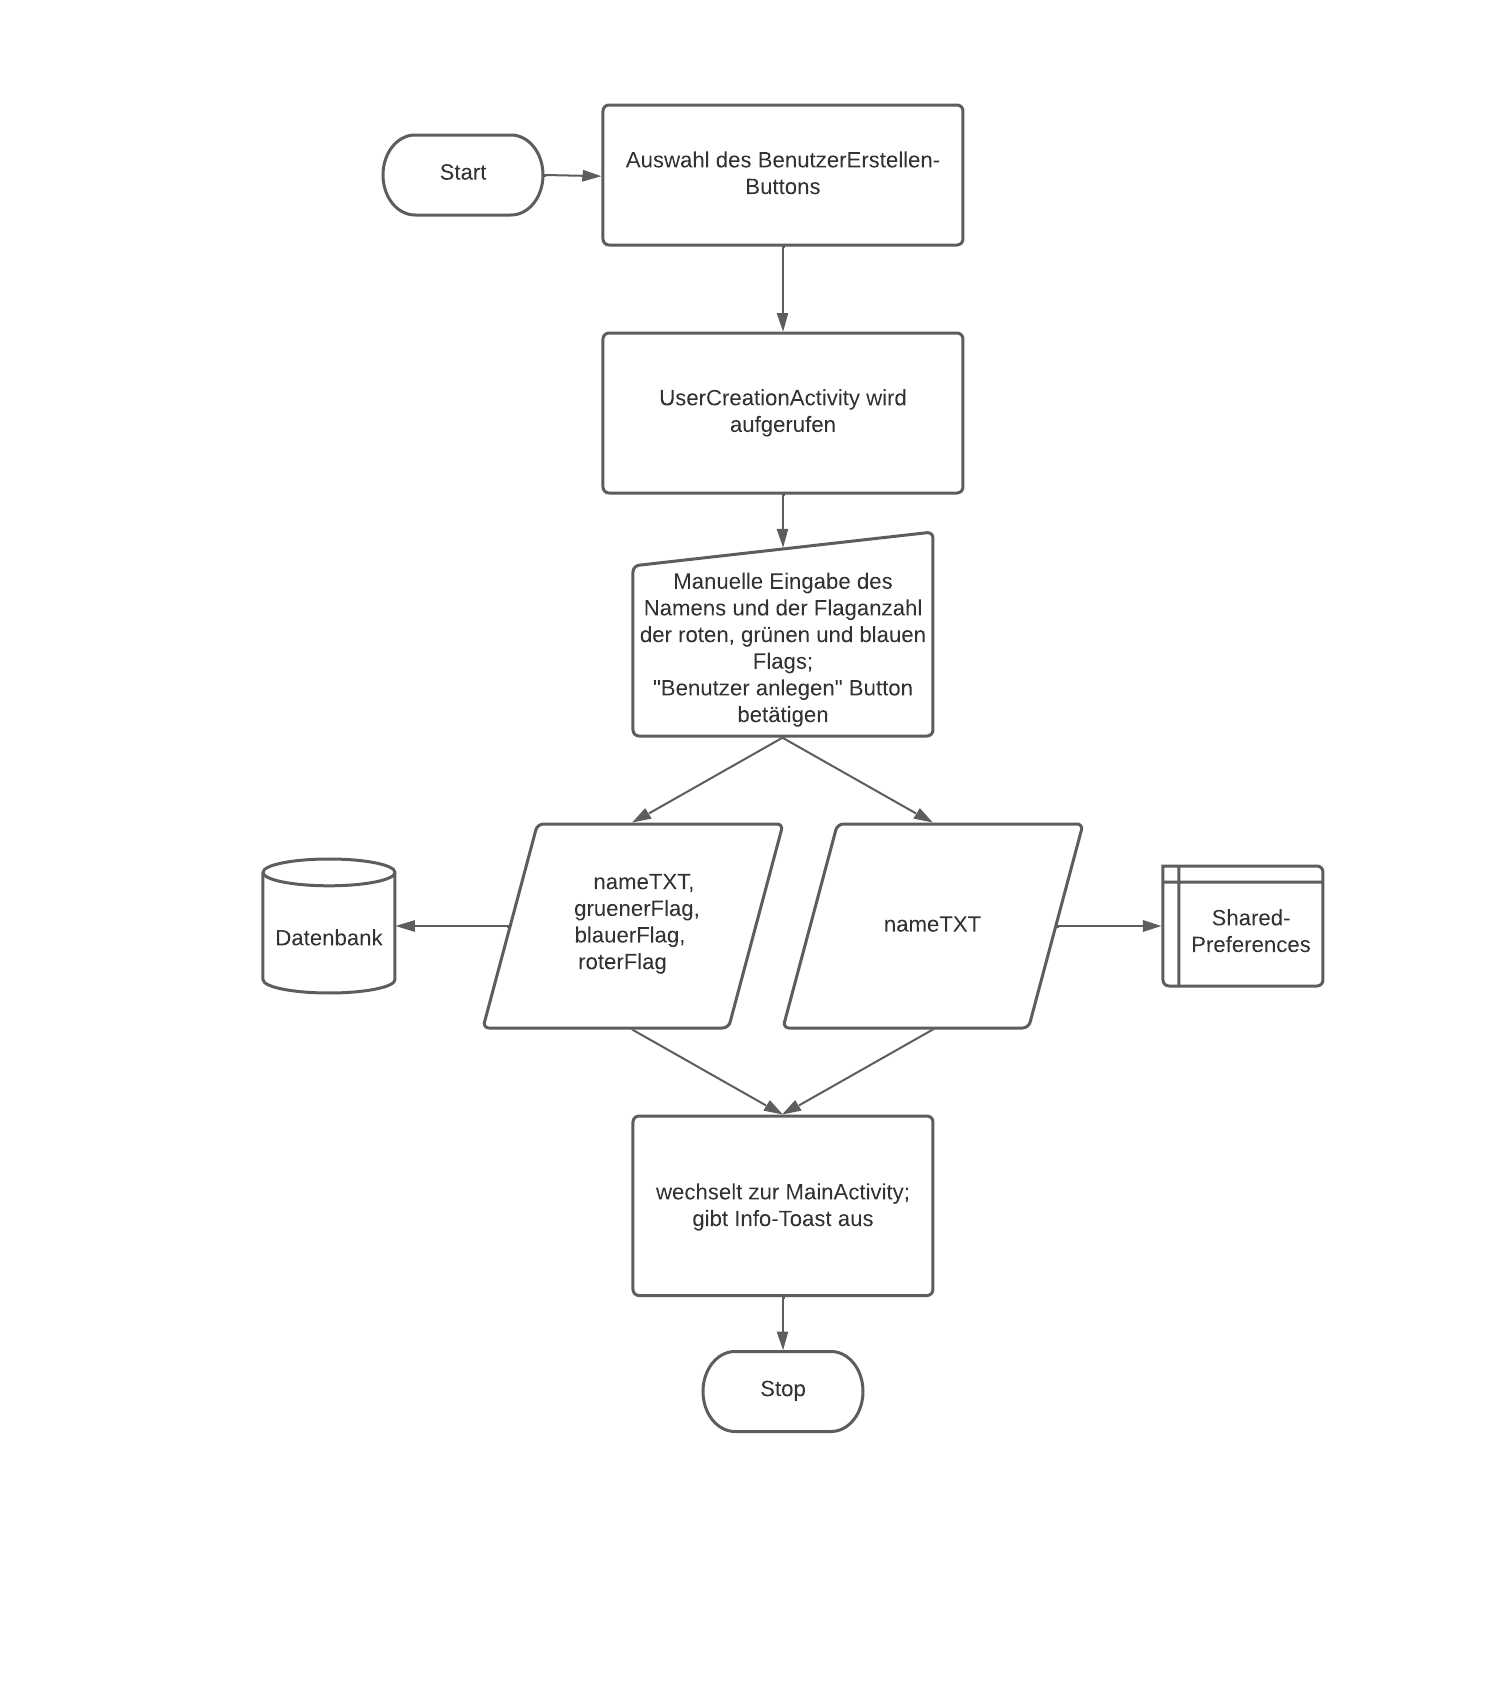 Start
Auswahl des BenutzerErstellen-
Buttons
UserCreationActivity wird
aufgerufen
Manuelle Eingabe des
Namens und der Flaganzahl
der roten, grünen und blauen
Flags;
"Benutzer anlegen" Button
betätigen
Datenbank
nameTXT,
gruenerFlag,
blauerFlag,
roterFlag
nameTXT
Shared-
Preferences
wechselt zur MainActivity;
gibt Info-Toast aus
Stop